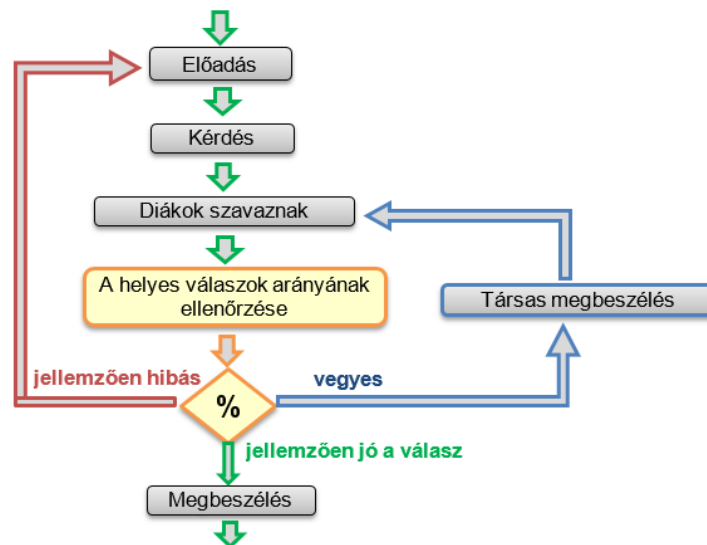 Előadás
Kérdés
Diákok szavaznak
A helyes válaszok arányának
ellenőrzése
Társas megbeszélés
jellemzően hibás
vegyes
%
jellemzően jó a válasz
Megbeszélés